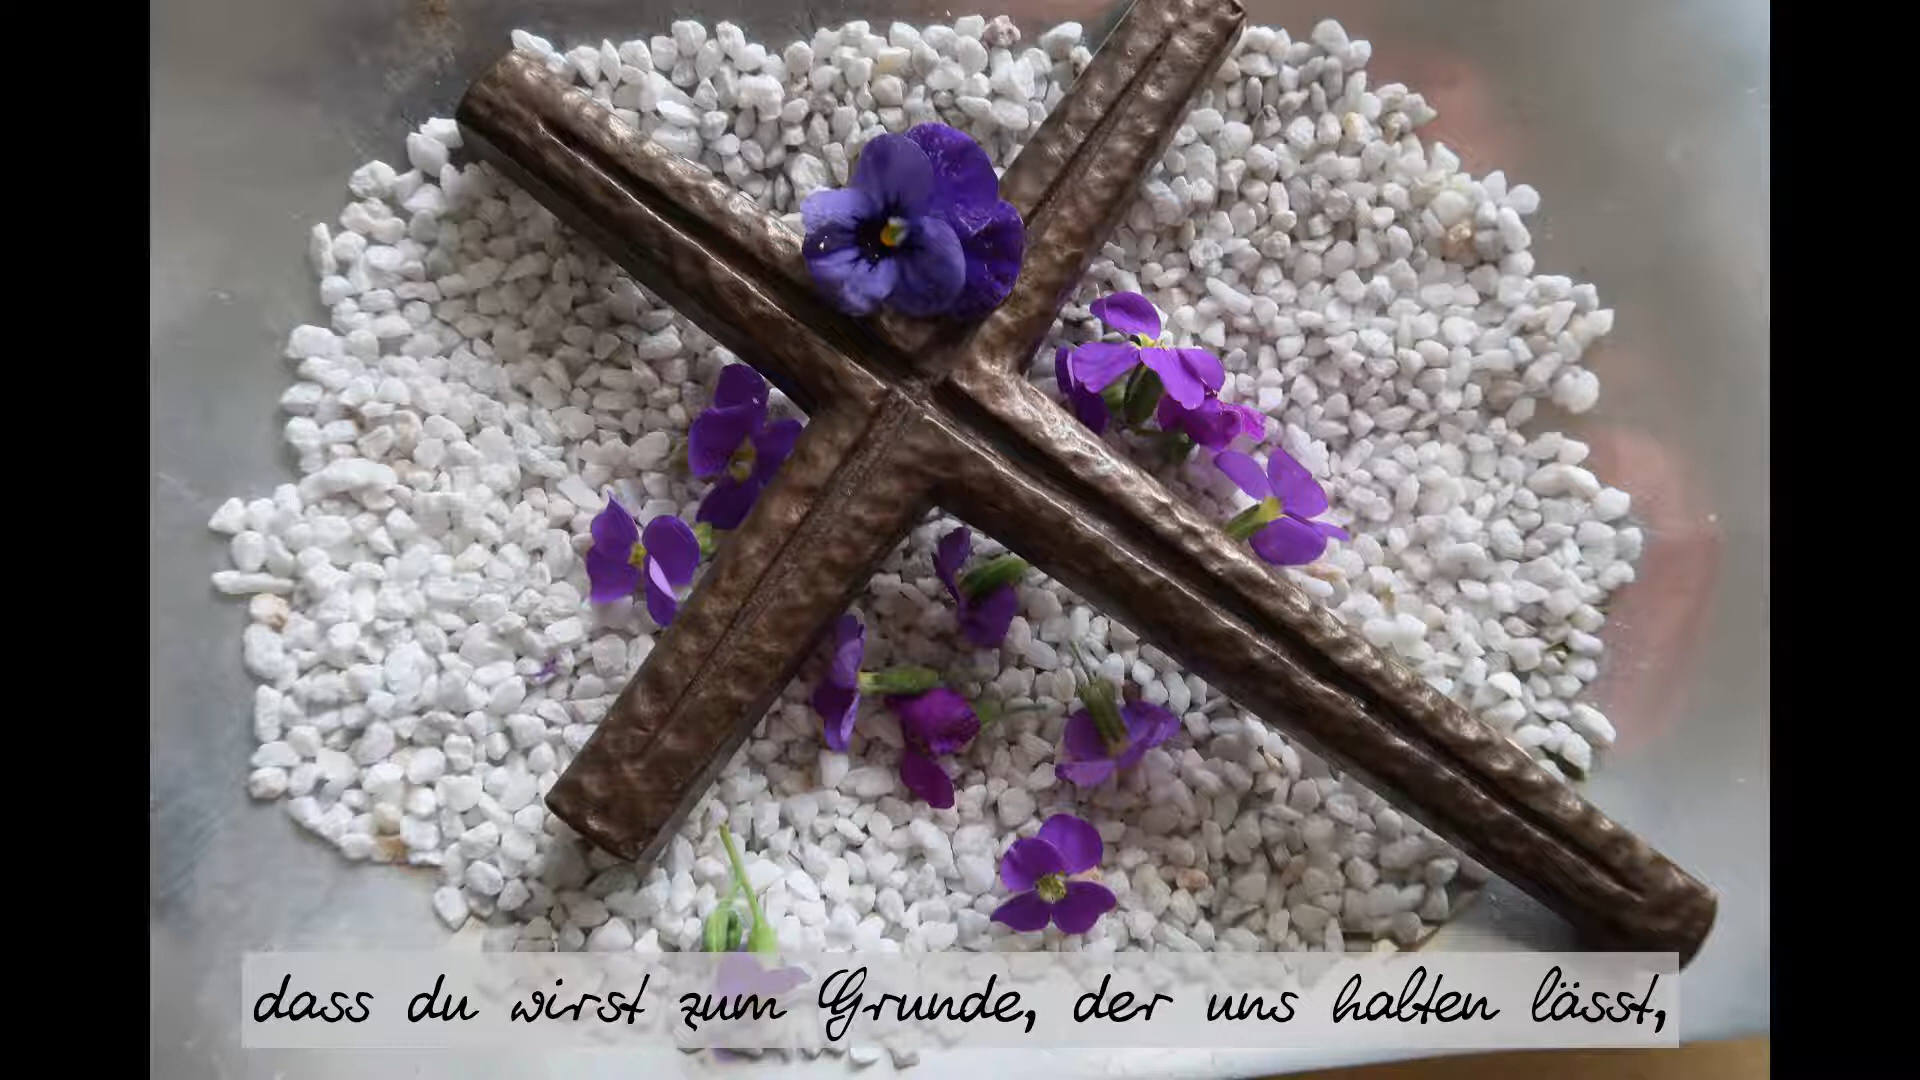 dass du wirst zum Grunde, der uns halten lässt,